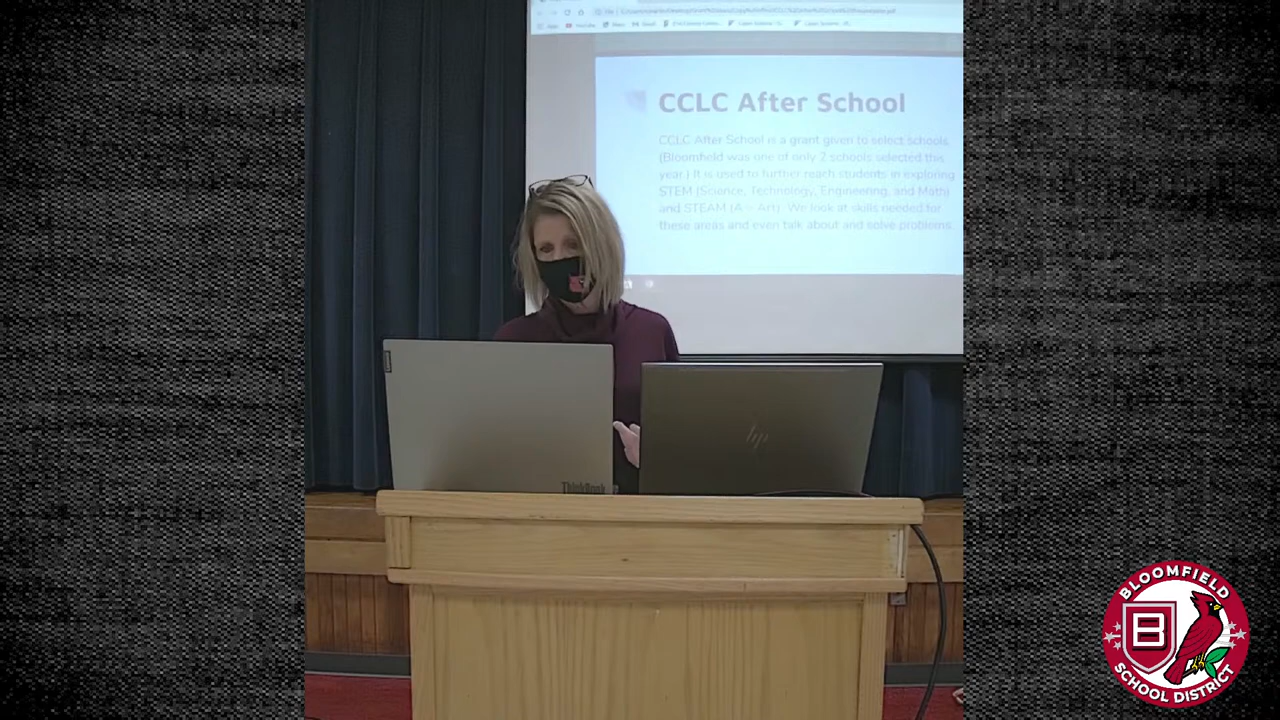 CCLC After School
CCLC After School is a grant given to select schools
(Bloomfield was one of only 2 schools selected this
year.) It is used to further reach students in exploring
STEM (Science, Technology, Engineering, and Math)
and STEAM (A = Art). We look at skills needed for
these areas and even talk about and solve problems.
Lenovo
ThinkBook
hp
BLOOMFIELD
B
SCHOOL DISTRICT